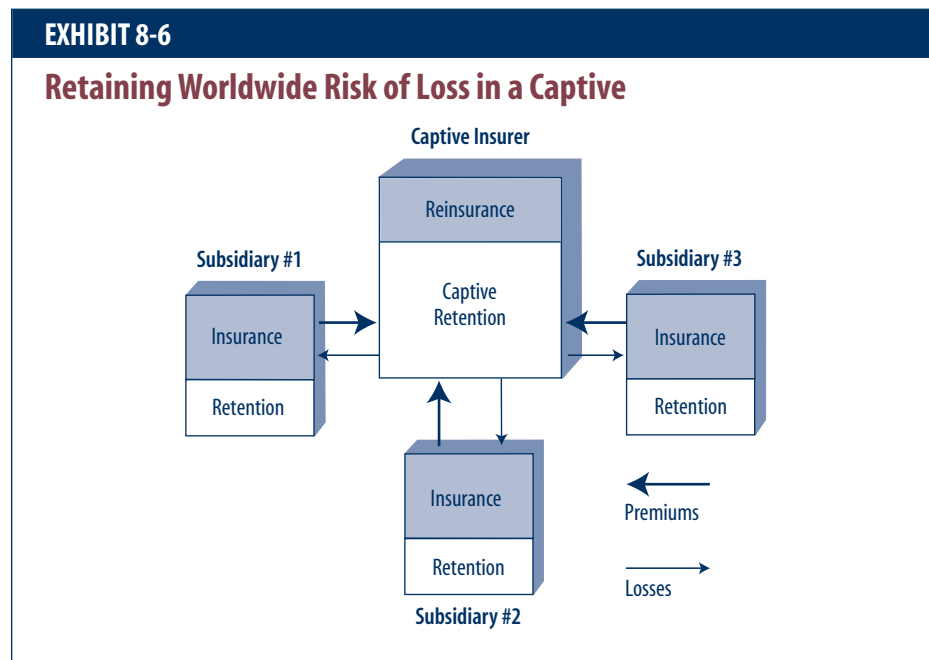 EXHIBIT 8-6
Retaining Worldwide Risk of Loss in a Captive
Captive Insurer
Reinsurance
Captive
Retention
Subsidiary #1
Insurance
Retention
Subsidiary #3
Insurance
Retention
Insurance
Retention
Subsidiary #2
Premiums
Losses